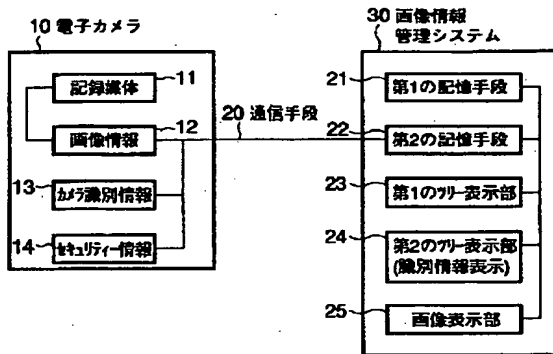 10 電子カメラ
記録媒体 11
画像情報 12
13 カメラ識別情報
14 セキュリティー情報
20 通信手段
30 画像情報
管理システム
21 第1の記憶手段
22 第2の記憶手段
23 第1のツリー表示部
24 第2のツリー表示部
(識別情報表示)
25 画像表示部